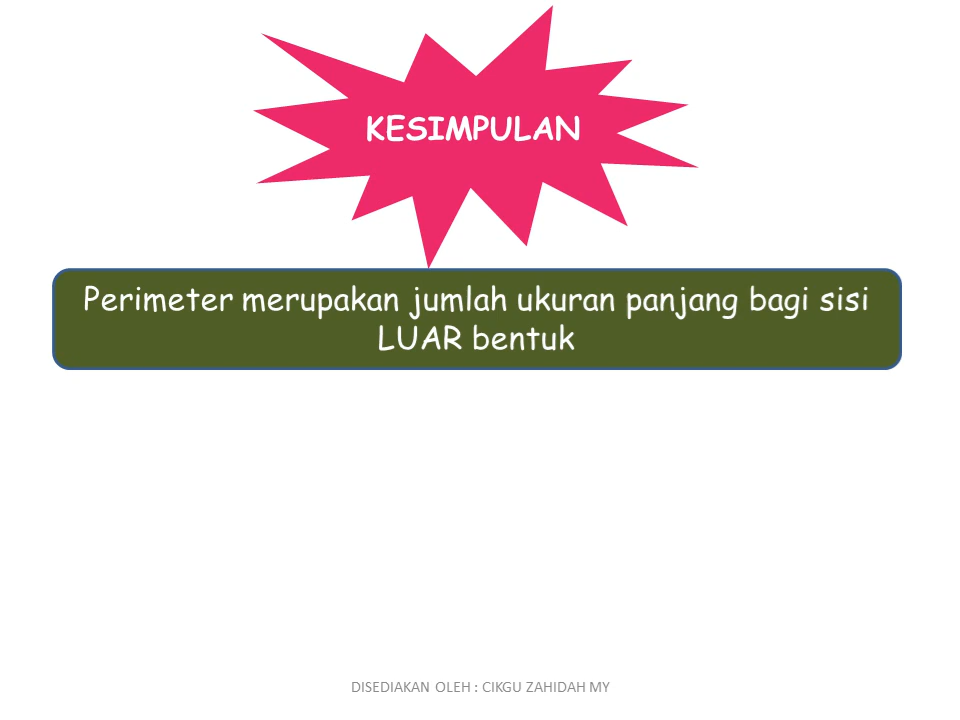 KESIMPULAN
Perimeter merupakan jumlah ukuran panjang bagi sisi
LUAR bentuk
DISEDIAKAN OLEH : CIKGU ZAHIDAH MY